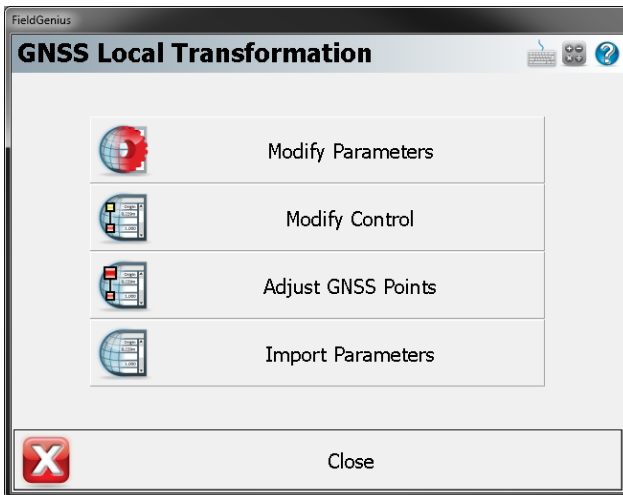 FieldGenius
GNSS Local Transformation
Modify Parameters
Modify Control
Adjust GNSS Points
Import Parameters
Close